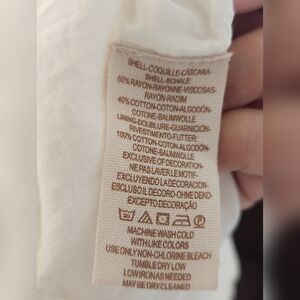 SHELL-COQUILLE-CÁSCARA-
SHELL-SCHALE:
60% RAYON-RAYONNE-VISCOSAS-
RAYON-RAOIM
40% COTTON-COTON-ALGODÓN-
COTONE-BAUMWOLLE
LINING-DOUBLURE-GUARNICIÓN-
RIVESTIMENTO-FUTTER:
100% COTTON-COTON-ALGODÓN-
COTONE-BAUMWOLLE
EXCLUSIVE OF DECORATION-
NE PAS LAVER LE MOTIF-
EXCLUYENDO LA DECORACION-
ESCLUSO IL DECORO-OHNE DEKO-
EXCEPTO DECORAÇÃO
MACHINE WASH COLD
WITH LIKE COLORS
USE ONLY NON-CHLORINE BLEACH
TUMBLE DRY LOW
LOW IRON AS NEEDED
MAY BE DRY CLEANED